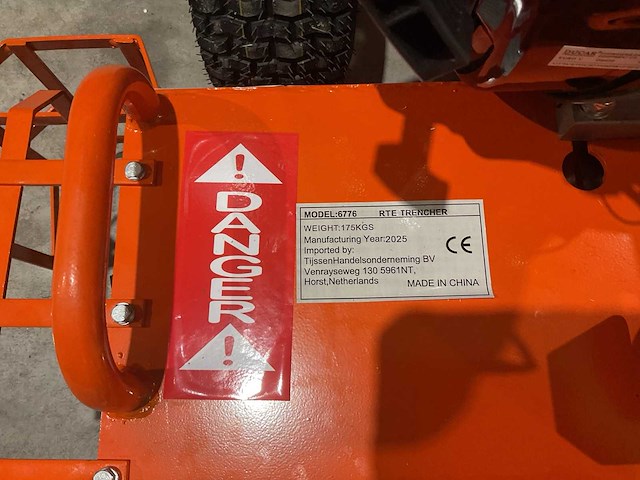 DANGER
MODEL:6776 RTE TRENCHER
WEIGHT:175KGS
Manufacturing Year:2025
Imported by:
TijssenHandelsonderneming BV
Venrayseweg 130 5961NT,
Horst,Netherlands
MADE IN CHINA
CE
DUCAR